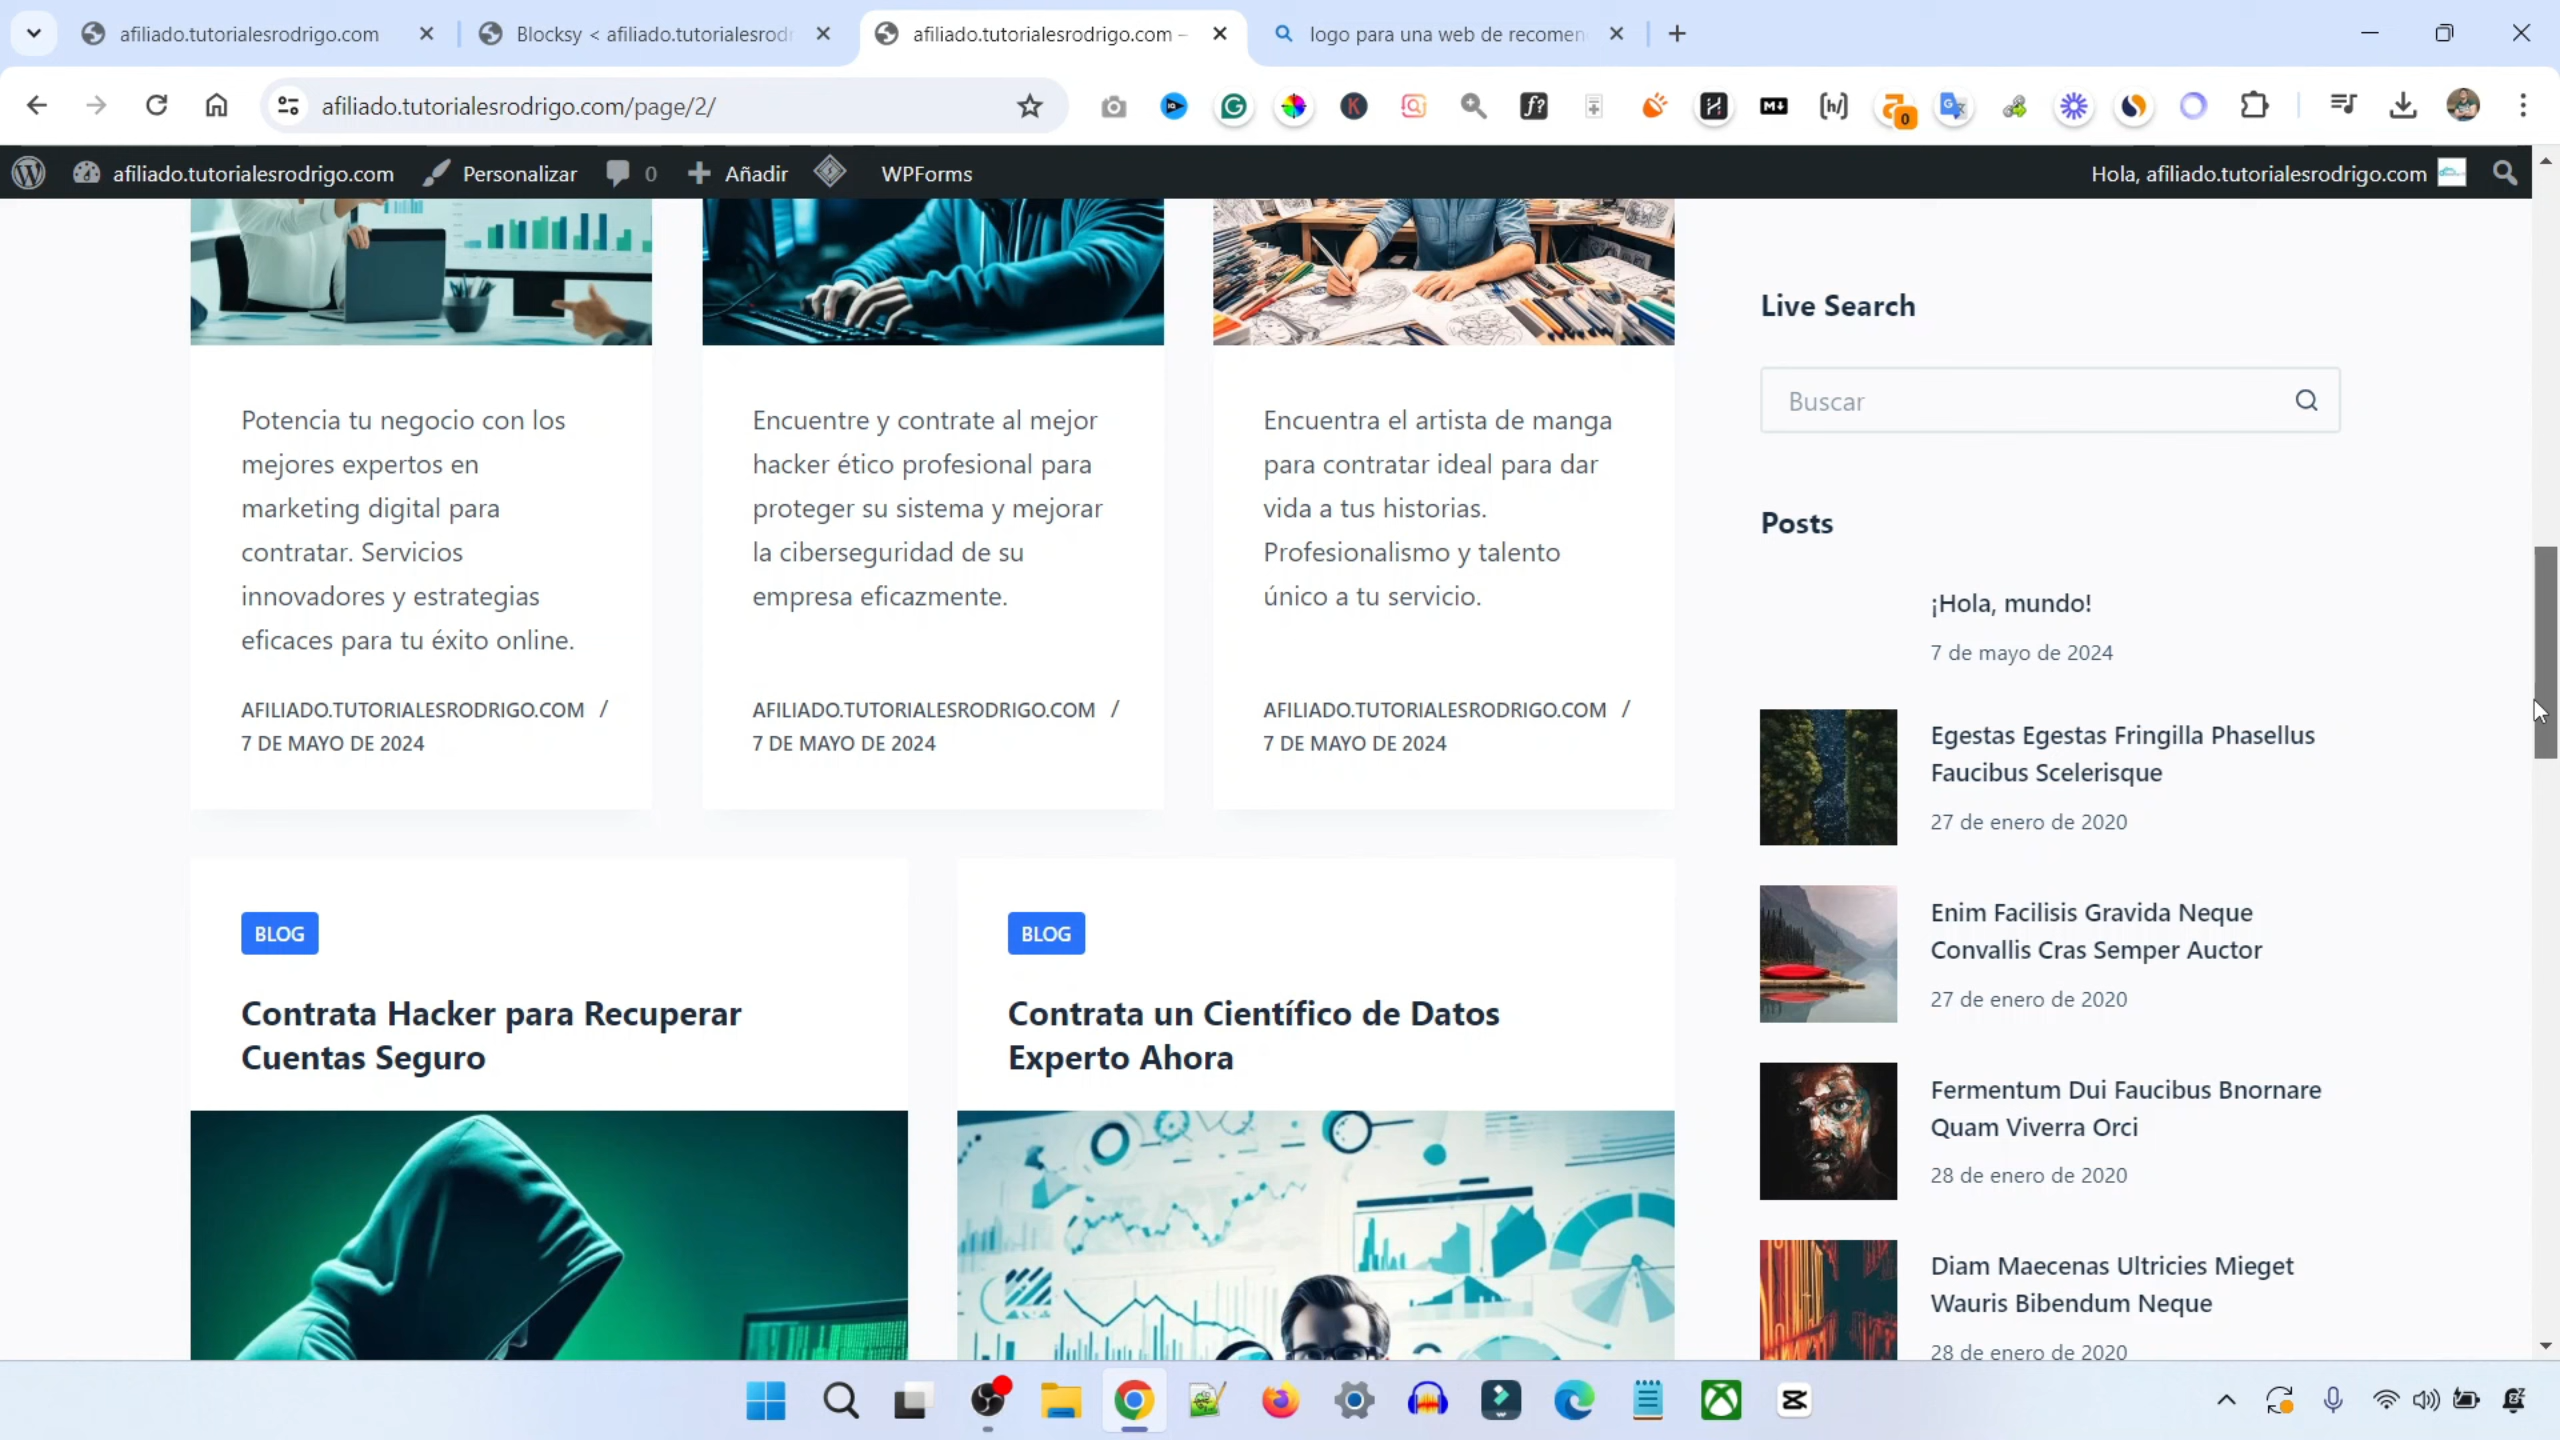 afiliado.tutorialesrodrigo.com
Blocksy < afiliado.tutorialesrodr
afiliado.tutorialesrodrigo.com –
logo para una web de recomen
afiliado.tutorialesrodrigo.com/page/2/
afiliado.tutorialesrodrigo.com
Personalizar
0
Añadir
WPForms
Hola, afiliado.tutorialesrodrigo.com
Potencia tu negocio con los
mejores expertos en
marketing digital para
contratar. Servicios
innovadores y estrategias
eficaces para tu éxito online.
AFILIADO.TUTORIALESRODRIGO.COM /
7 DE MAYO DE 2024
Encuentre y contrate al mejor
hacker ético profesional para
proteger su sistema y mejorar
la ciberseguridad de su
empresa eficazmente.
AFILIADO.TUTORIALESRODRIGO.COM /
7 DE MAYO DE 2024
Encuentra el artista de manga
para contratar ideal para dar
vida a tus historias.
Profesionalismo y talento
único a tu servicio.
AFILIADO.TUTORIALESRODRIGO.COM /
7 DE MAYO DE 2024
BLOG
Contrata Hacker para Recuperar
Cuentas Seguro
BLOG
Contrata un Científico de Datos
Experto Ahora
Live Search
Buscar
Posts
¡Hola, mundo!
7 de mayo de 2024
Egestas Egestas Fringilla Phasellus
Faucibus Scelerisque
27 de enero de 2020
Enim Facilisis Gravida Neque
Convallis Cras Semper Auctor
27 de enero de 2020
Fermentum Dui Faucibus Bnornare
Quam Viverra Orci
28 de enero de 2020
Diam Maecenas Ultricies Mieget
Wauris Bibendum Neque
28 de enero de 2020